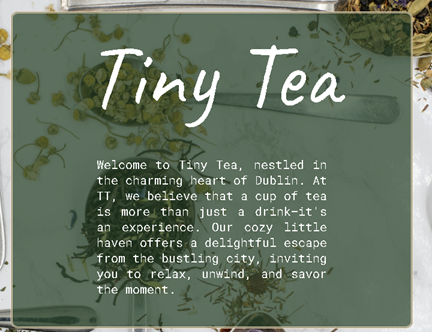 Tiny Tea
Welcome to Tiny Tea, nestled in
the charming heart of Dublin. At
TT, we believe that a cup of tea
is more than just a drink—it's
an experience. Our cozy little
haven offers a delightful escape
from the bustling city, inviting
you to relax, unwind, and savor
the moment.